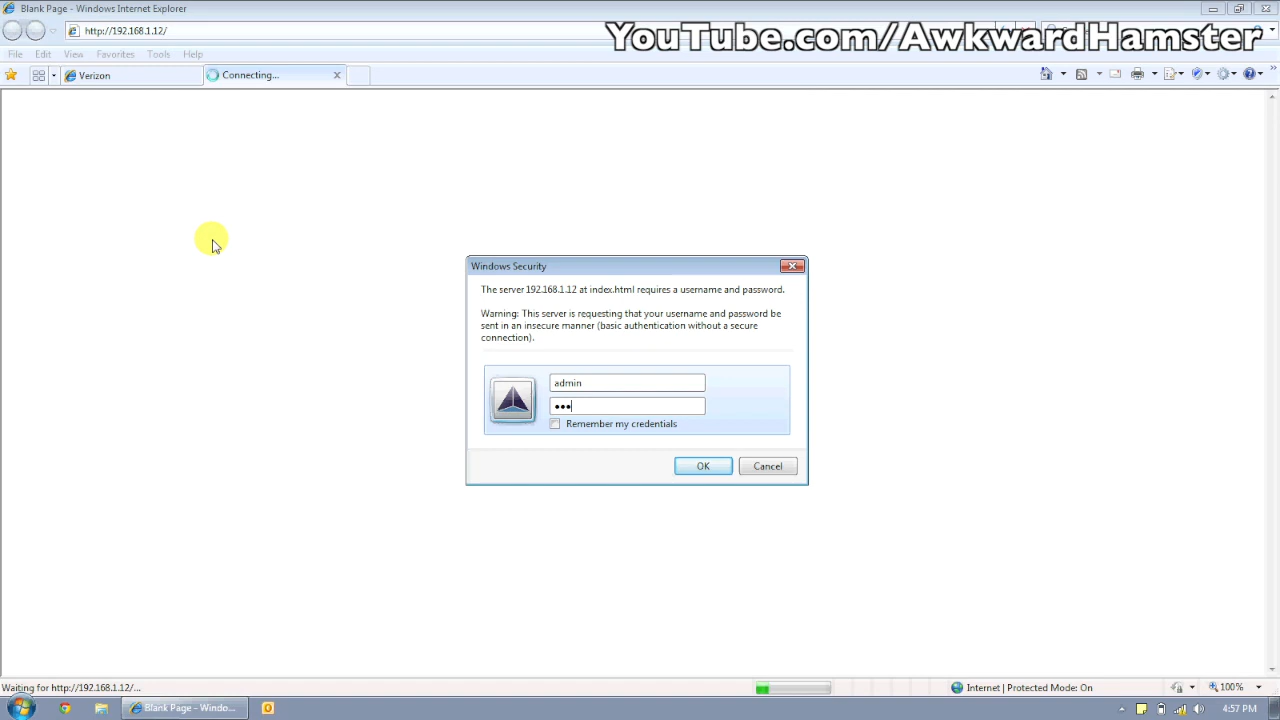 Blank Page - Windows Internet Explorer
http://192.168.1.12/
YouTube.com/AwkwardHamster
File Edit View Favorites Tools Help
Verizon
Connecting...
Windows Security
The server 192.168.1.12 at index.html requires a username and password.
Warning: This server is requesting that your username and password be
sent in an insecure manner (basic authentication without a secure
connection).
admin
•••
Remember my credentials
OK
Cancel
Waiting for http://192.168.1.12/...
Internet | Protected Mode: On
100%
Blank Page - Windo...
4:57 PM